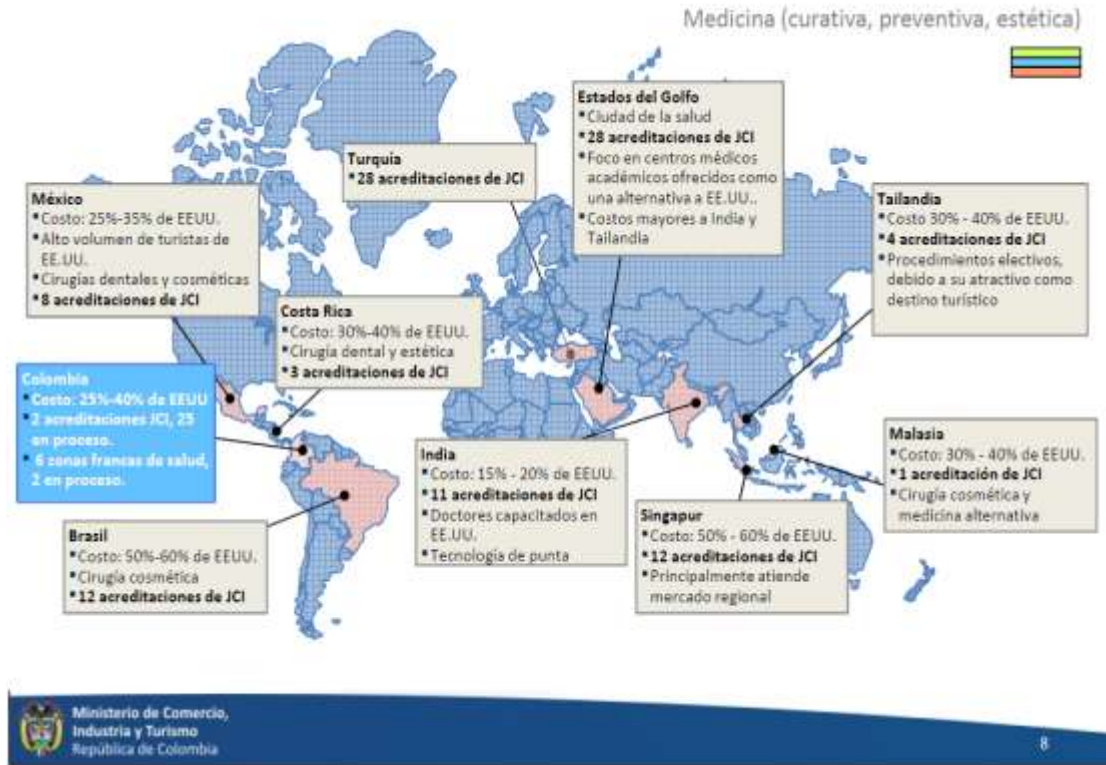 Medicina (curativa, preventiva, estética)
Estados del Golfo
▪Ciudad de la salud
▪28 acreditaciones de JCI
▪Foco en centros médicos
académicos ofrecidos como
una alternativa a EE.UU..
▪Costos mayores a India y
Tailandia
Turquía
▪28 acreditaciones de JCI
México
▪Costo: 25%-35% de EEUU.
▪Alto volumen de turistas de
EE.UU.
▪Cirugías dentales y cosméticas
▪8 acreditaciones de JCI
Tailandia
▪Costo 30% - 40% de EEUU.
▪4 acreditaciones de JCI
▪Procedimientos electivos,
debido a su atractivo como
destino turístico
Costa Rica
▪Costo: 30%-40% de EEUU.
▪Cirugía dental y estética
▪3 acreditaciones de JCI
Colombia
▪Costo: 25%-40% de EEUU
▪2 acreditaciones JCI, 25
en proceso.
▪6 zonas francas de salud,
2 en proceso.
India
▪Costo: 15% - 20% de EEUU.
▪11 acreditaciones de JCI
▪Doctores capacitados en
EE.UU.
▪Tecnología de punta
Malasia
▪Costo: 30% - 40% de EEUU.
▪1 acreditación de JCI
▪Cirugía cosmética y
medicina alternativa
Singapur
▪Costo: 50% - 60% de EEUU.
▪12 acreditaciones de JCI
▪Principalmente atiende
mercado regional
Brasil
▪Costo: 50%-60% de EEUU.
▪Cirugía cosmética
▪12 acreditaciones de JCI
Ministerio de Comercio,
Industria y Turismo
República de Colombia
8